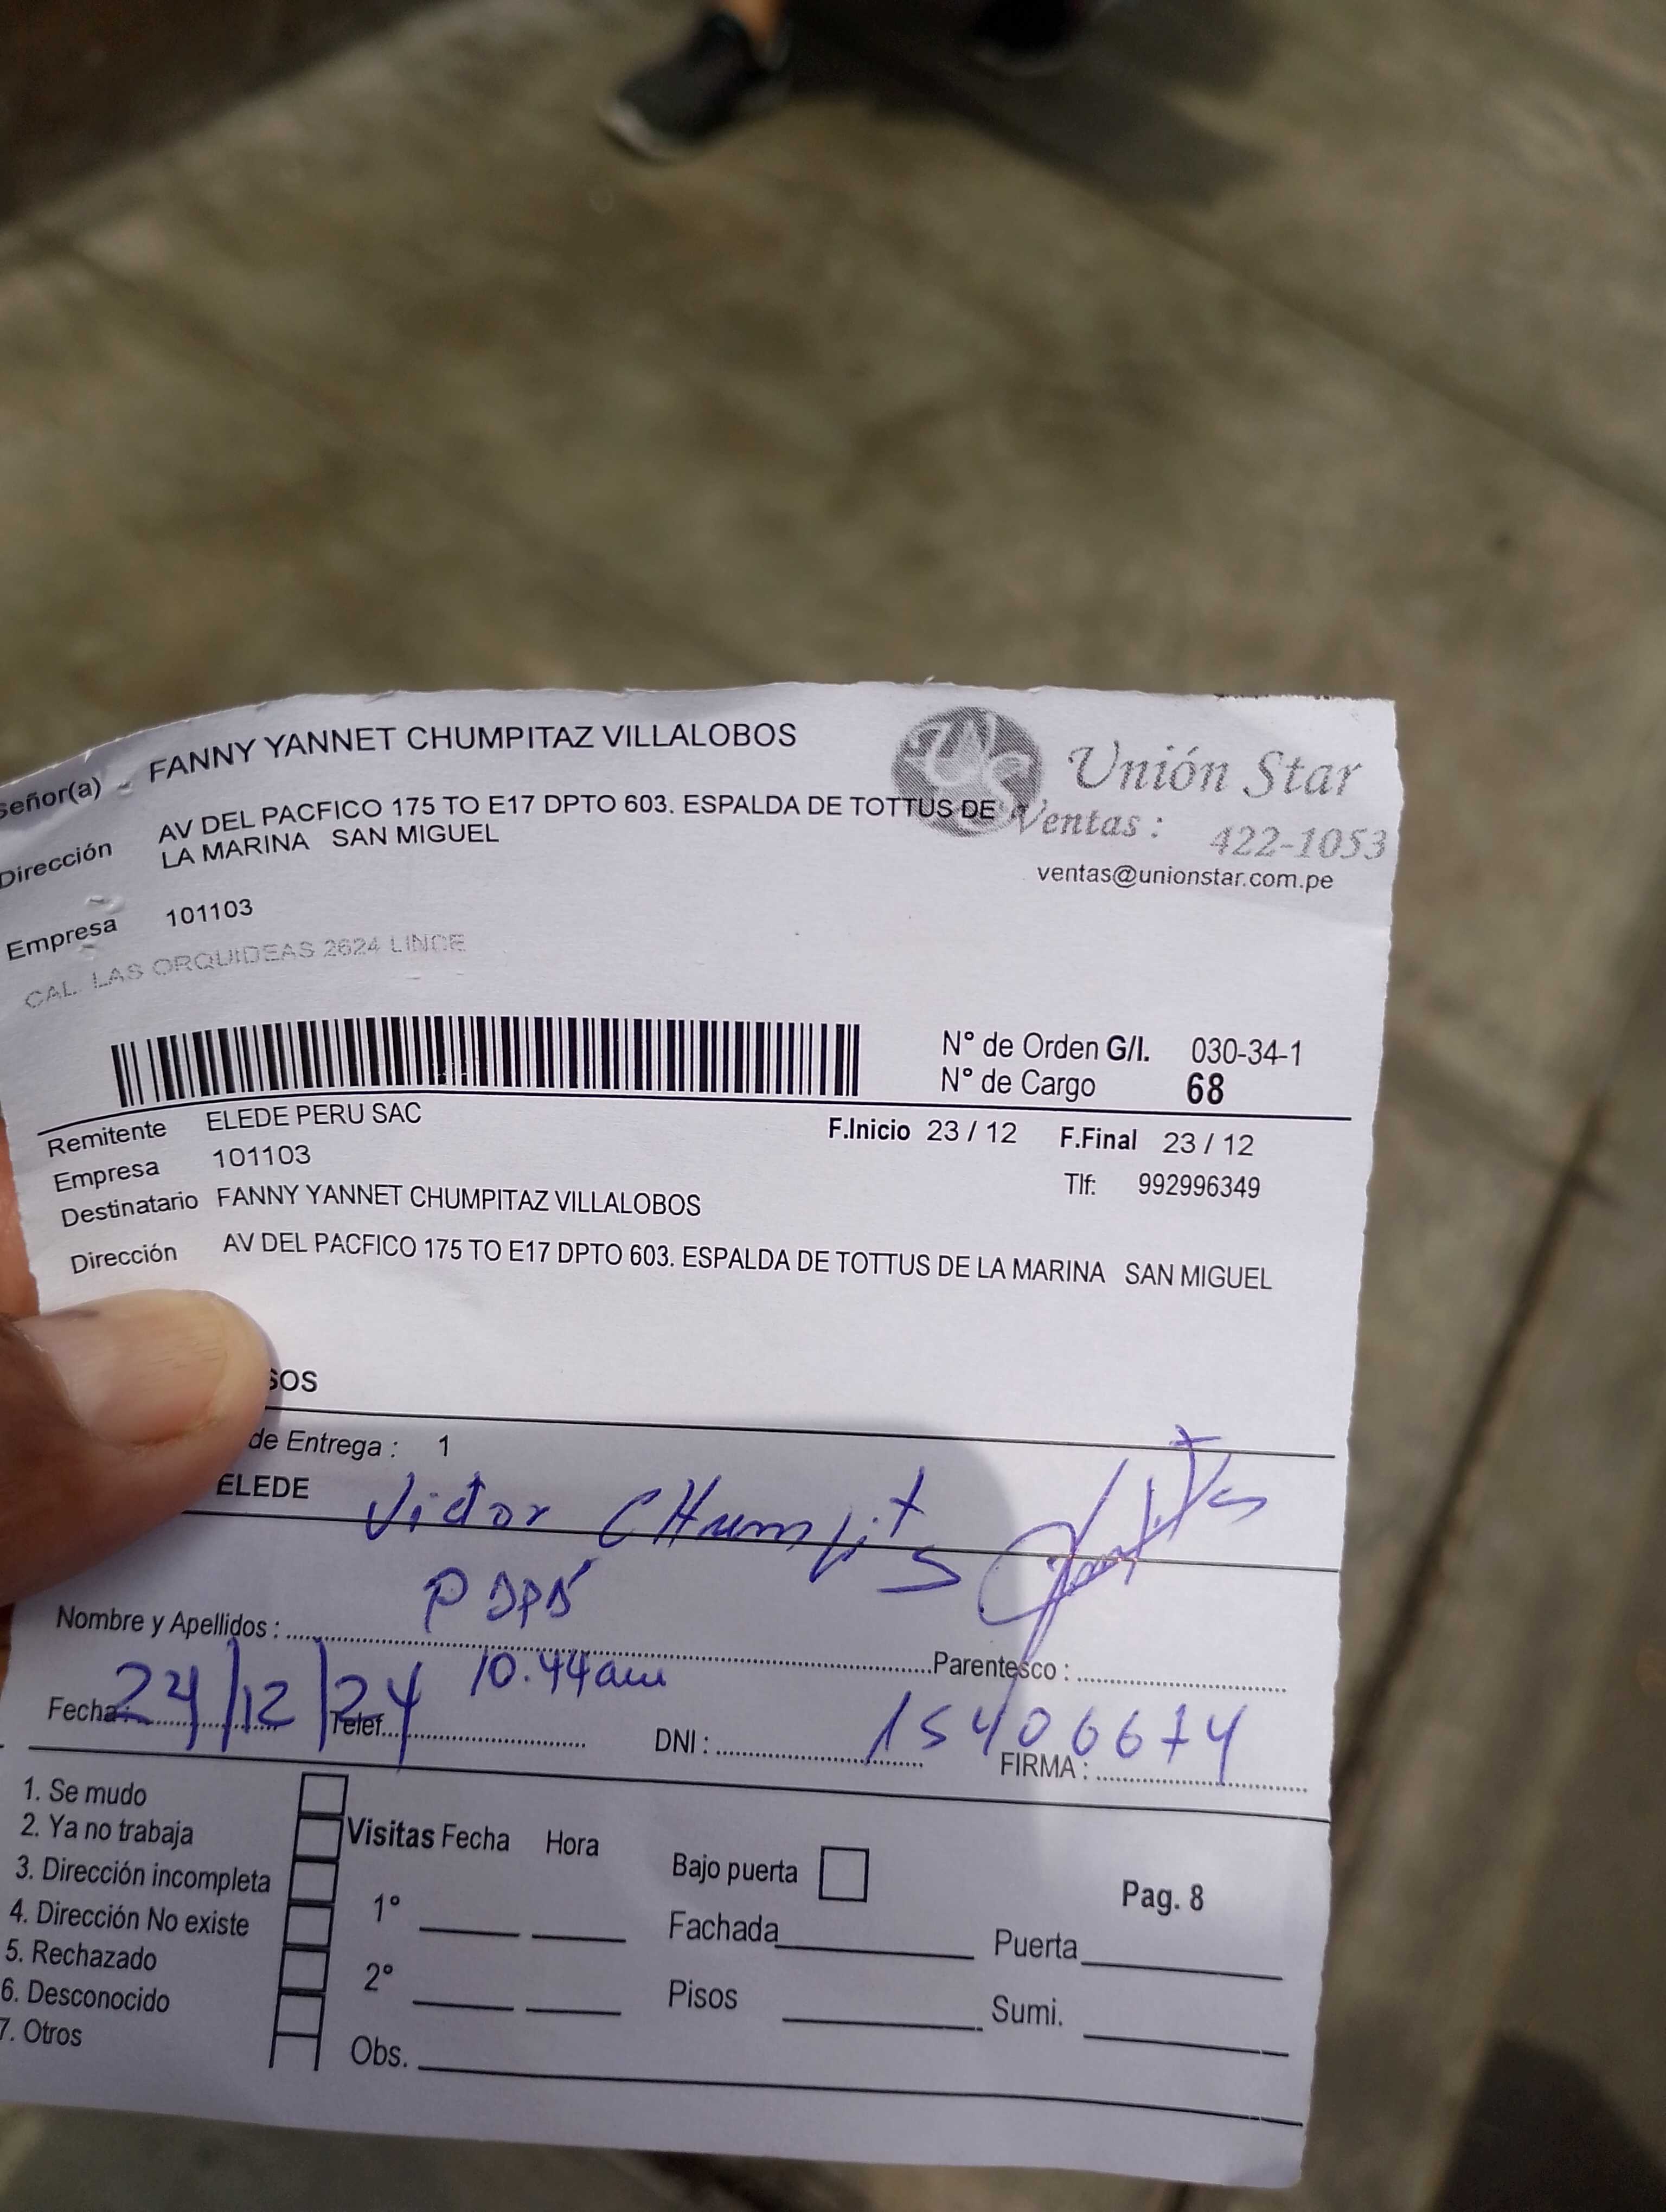 Señor(a) - FANNY YANNET CHUMPITAZ VILLALOBOS
Unión Star
Dirección AV DEL PACFICO 175 TO E17 DPTO 603. ESPALDA DE TOTTUS DE
LA MARINA SAN MIGUEL
Ventas : 422-1053
ventas@unionstar.com.pe
Empresa 101103
CAL. LAS ORQUIDEAS 2624 LINCE
N° de Orden G/I. 030-34-1
N° de Cargo 68
Remitente ELEDE PERU SAC
F.Inicio 23 / 12 F.Final 23 / 12
Empresa 101103
Tlf: 992996349
Destinatario FANNY YANNET CHUMPITAZ VILLALOBOS
Dirección AV DEL PACFICO 175 TO E17 DPTO 603. ESPALDA DE TOTTUS DE LA MARINA SAN MIGUEL
SOS
de Entrega : 1
ELEDE
Victor CHumpitS
PAPÁ
Nombre y Apellidos : Parentesco :
24/12/24 10.44am
Fecha : Telef. DNI : 15406674
FIRMA :
1. Se mudo
2. Ya no trabaja
3. Dirección incompleta
4. Dirección No existe
5. Rechazado
6. Desconocido
7. Otros
Visitas Fecha Hora
1°
2°
Obs.
Bajo puerta
Pag. 8
Fachada Puerta
Pisos Sumi.